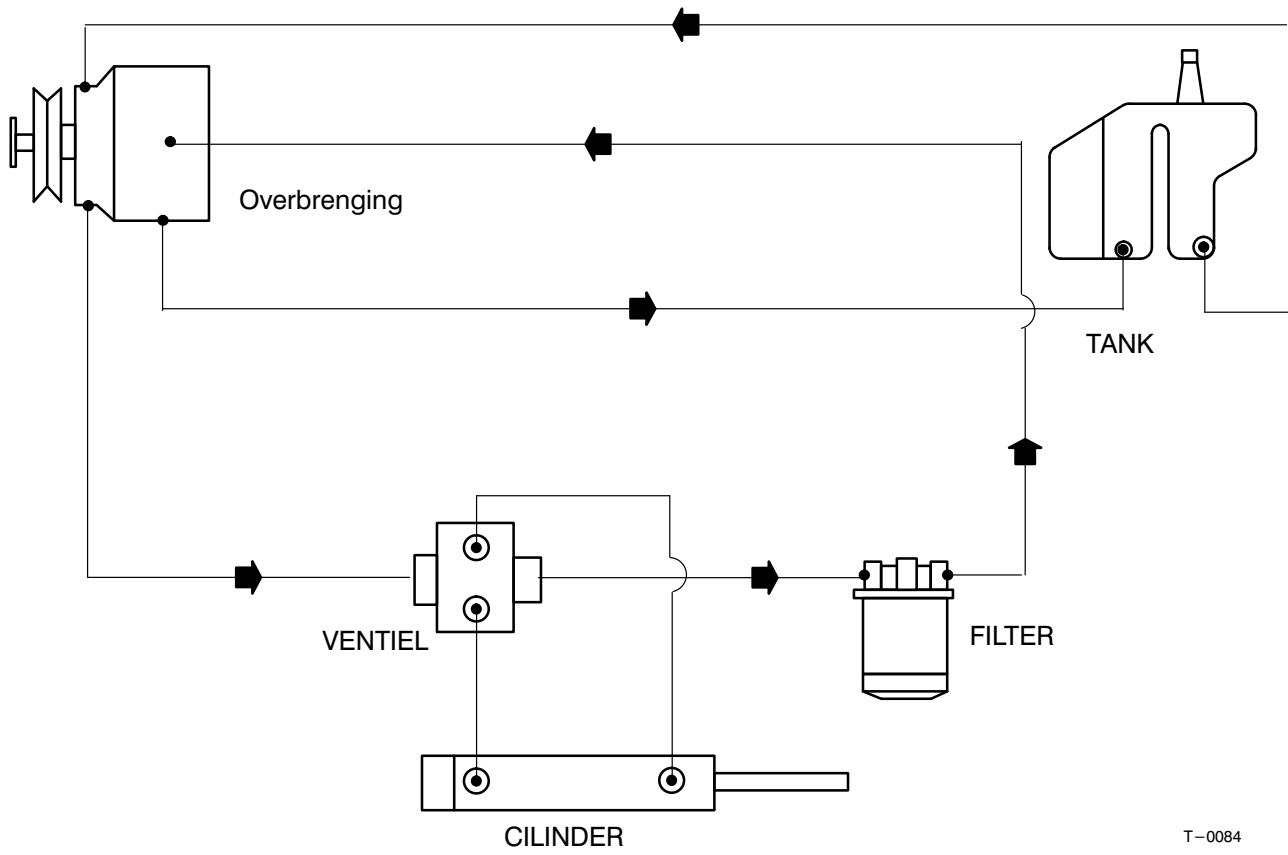 Overbrenging
TANK
VENTIEL
FILTER
CILINDER
T−0084